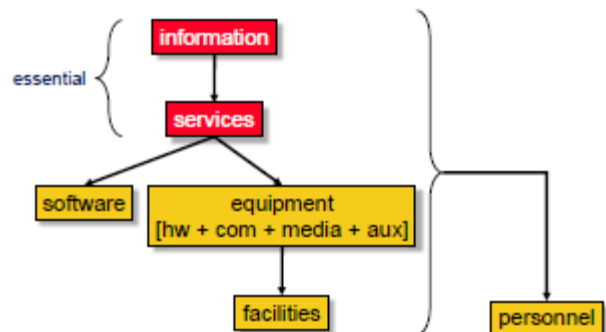 information
essential
services
software
equipment
[hw + com + media + aux]
facilities
personnel